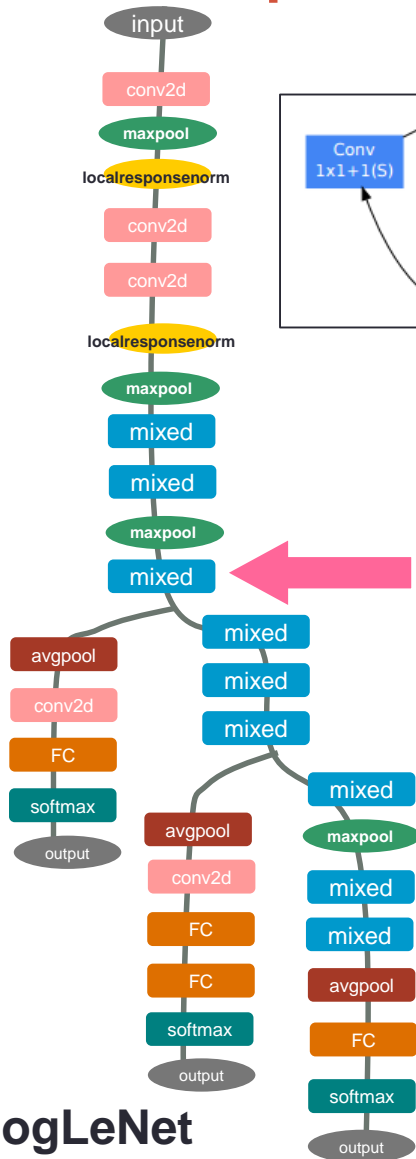 input
conv2d
maxpool
localresponsenorm
conv2d
conv2d
localresponsenorm
maxpool
mixed
mixed
maxpool
mixed
avgpool
conv2d
FC
softmax
output
mixed
mixed
mixed
avgpool
conv2d
FC
FC
softmax
output
mixed
maxpool
mixed
mixed
avgpool
FC
softmax
output
Conv
1x1+1(S)
ogLeNet